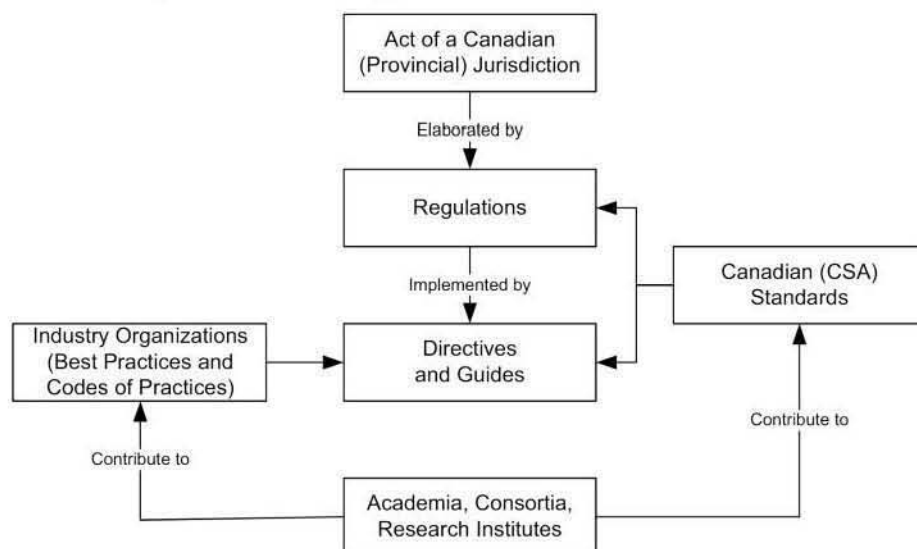 Act of a Canadian
(Provincial) Jurisdiction
Elaborated by
Regulations
Implemented by
Canadian (CSA)
Standards
Industry Organizations
(Best Practices and
Codes of Practices)
Directives
and Guides
Contribute to
Contribute to
Academia, Consortia,
Research Institutes